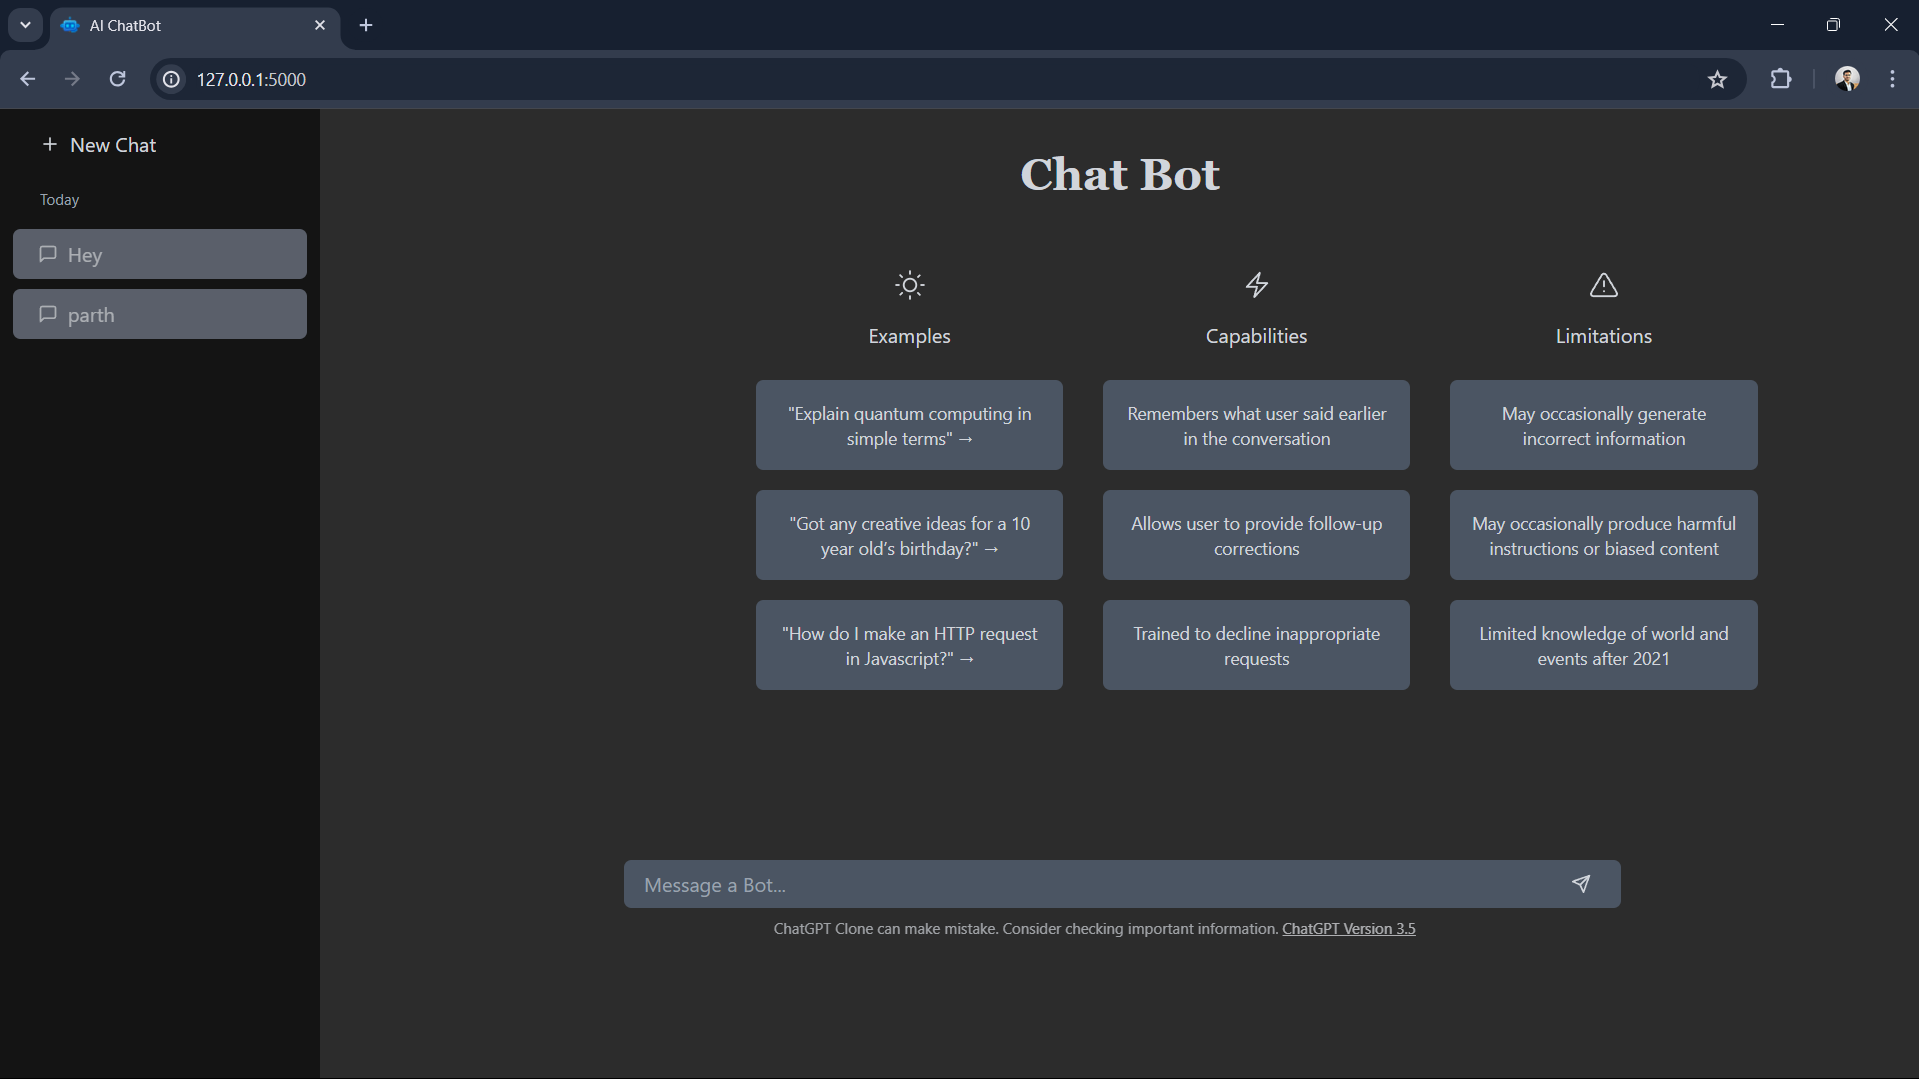 AI ChatBot
127.0.0.1:5000
New Chat
Today
Hey
parth
Chat Bot
Examples
"Explain quantum computing in
simple terms" →
"Got any creative ideas for a 10
year old's birthday?" →
"How do I make an HTTP request
in Javascript?" →
Capabilities
Remembers what user said earlier
in the conversation
Allows user to provide follow-up
corrections
Trained to decline inappropriate
requests
Limitations
May occasionally generate
incorrect information
May occasionally produce harmful
instructions or biased content
Limited knowledge of world and
events after 2021
Message a Bot...
ChatGPT Clone can make mistake. Consider checking important information. ChatGPT Version 3.5